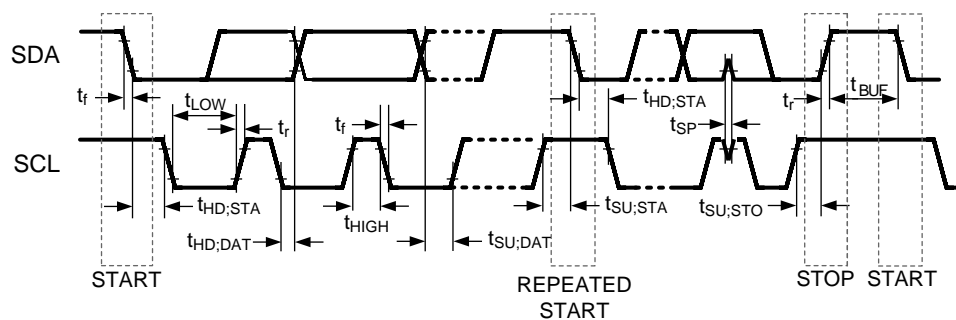 SDA
t_f
t_LOW
t_r
t_f
t_HD;STA
t_SP
t_r
t_BUF
SCL
t_HD;STA
t_HD;DAT
t_HIGH
t_SU;DAT
t_SU;STA
t_SU;STO
START
REPEATED
START
STOP
START